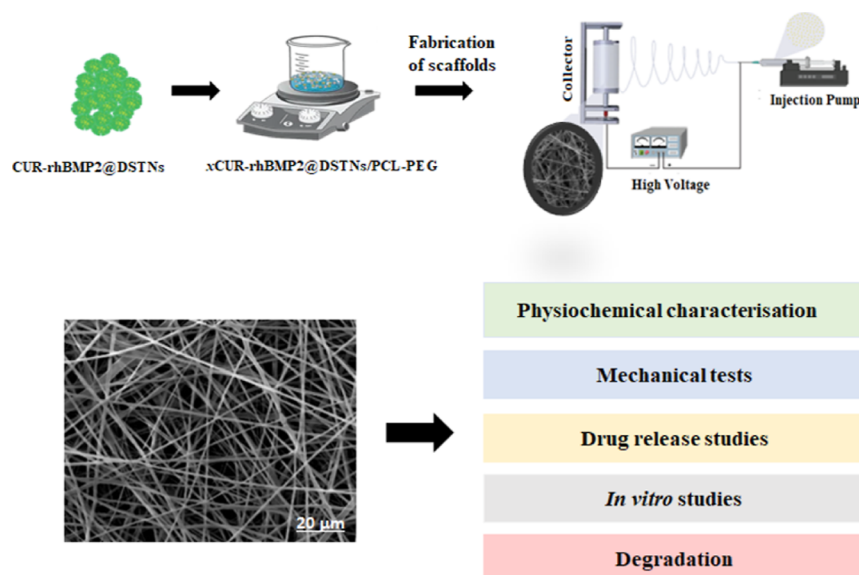 Fabrication
of scaffolds
Collector
Injection Pump
High Voltage
CUR-rhBMP2@DSTNs
xCUR-rhBMP2@DSTNs/PCL-PEG
20 µm
Physiochemical characterisation
Mechanical tests
Drug release studies
In vitro studies
Degradation